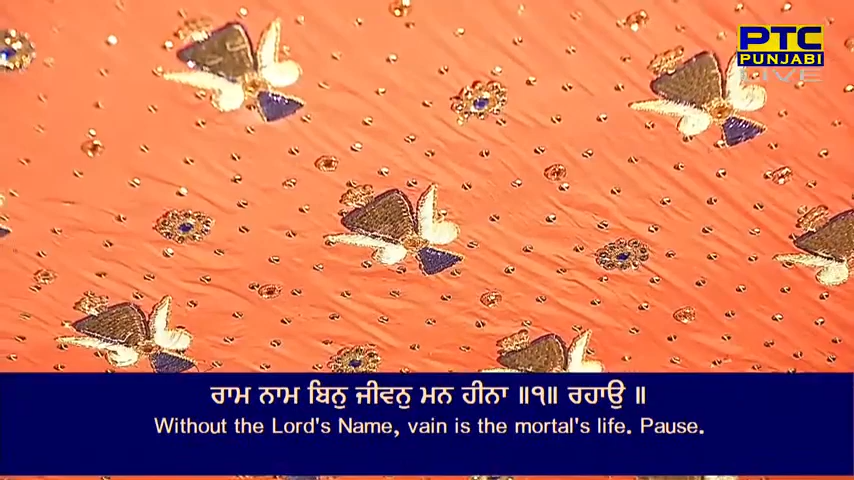 PTC
PUNJABI
LIVE
ਰਾਮ ਨਾਮ ਬਿਨੁ ਜੀਵਨੁ ਮਨ ਹੀਨਾ ॥੧॥ ਰਹਾਉ ॥
Without the Lord's Name, vain is the mortal's life. Pause.